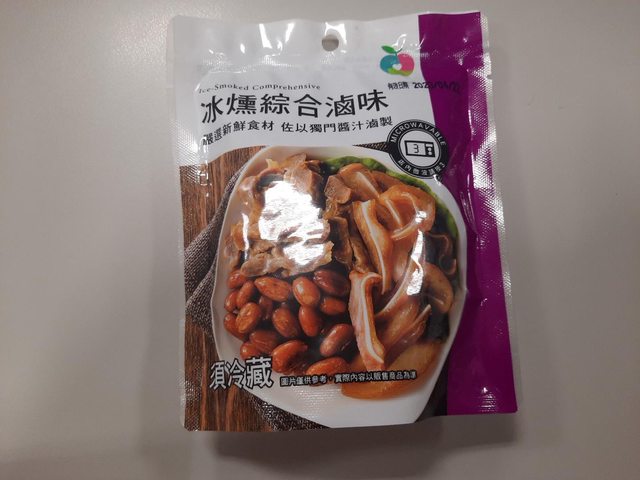 Ice Smoked Comprehensive
冰燻綜合滷味
嚴選新鮮食材 佐以獨門醬汁滷製
MICROWAVABLE
3
須冷藏
圖片僅供參考，實際內容以販售商品為準